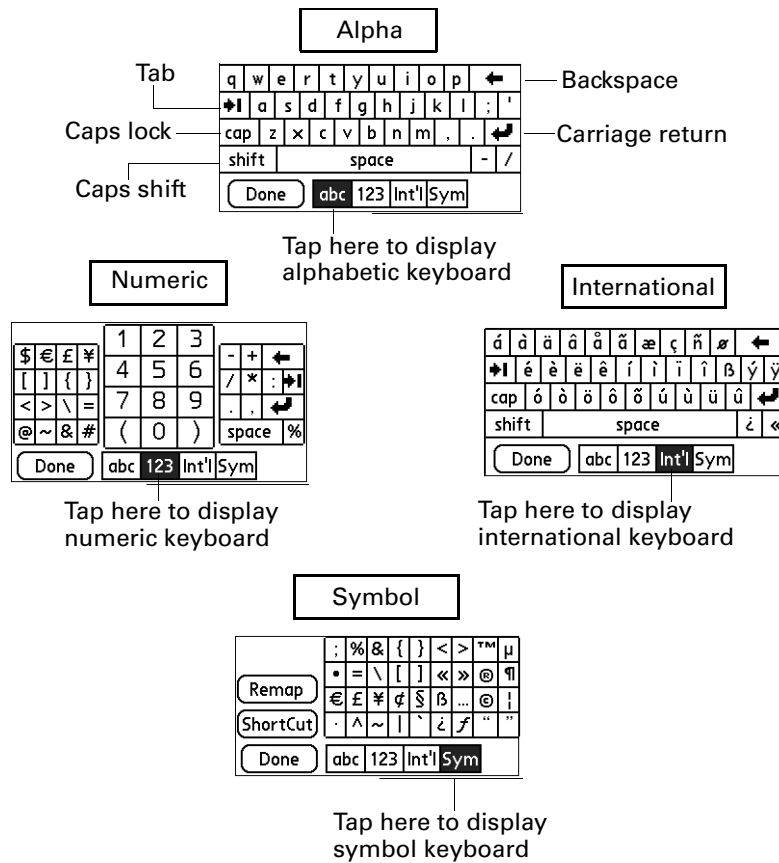 Alpha
Tab
Caps lock
Caps shift
q w e r t y u i o p
a s d f g h j k l ; '
cap z x c v b n m , .
shift space - /
Done abc 123 Int'l Sym
Backspace
Carriage return
Tap here to display
alphabetic keyboard
Numeric
$ € £ ¥ 1 2 3 - +
[ ] { } 4 5 6 / * :
< > \ = 7 8 9 . ,
@ ~ & # ( 0 ) space %
Done abc 123 Int'l Sym
Tap here to display
numeric keyboard
International
á à ä â å ã æ ç ñ ø
é è ë ê í ì ï î ß ý ÿ
cap ó ò ö ô õ ú ù ü û
shift space ¿ «
Done abc 123 Int'l Sym
Tap here to display
international keyboard
Symbol
; % & { } < > ™ µ
• = \ [ ] « » ® ¶
Remap
€ £ ¥ ¢ § ß … © ¦
ShortCut
· ^ ~ | ` ¿ ƒ “ ”
Done abc 123 Int'l Sym
Tap here to display
symbol keyboard